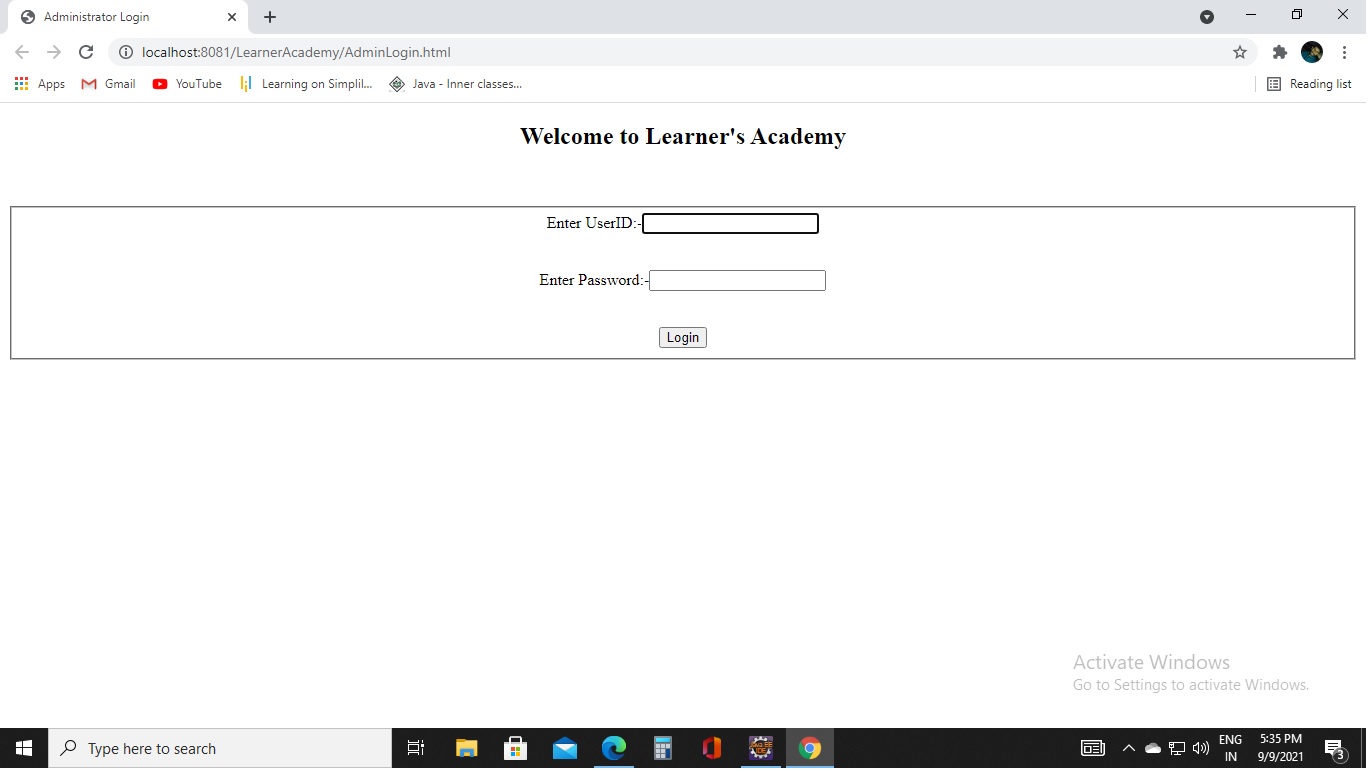 Administrator Login
localhost:8081/LearnerAcademy/AdminLogin.html
Apps Gmail YouTube Learning on Simplil... Java - Inner classes... Reading list
Welcome to Learner's Academy
Enter UserID:-
Enter Password:-
Login
Activate Windows
Go to Settings to activate Windows.
Type here to search
ENG
IN
5:35 PM
9/9/2021
3